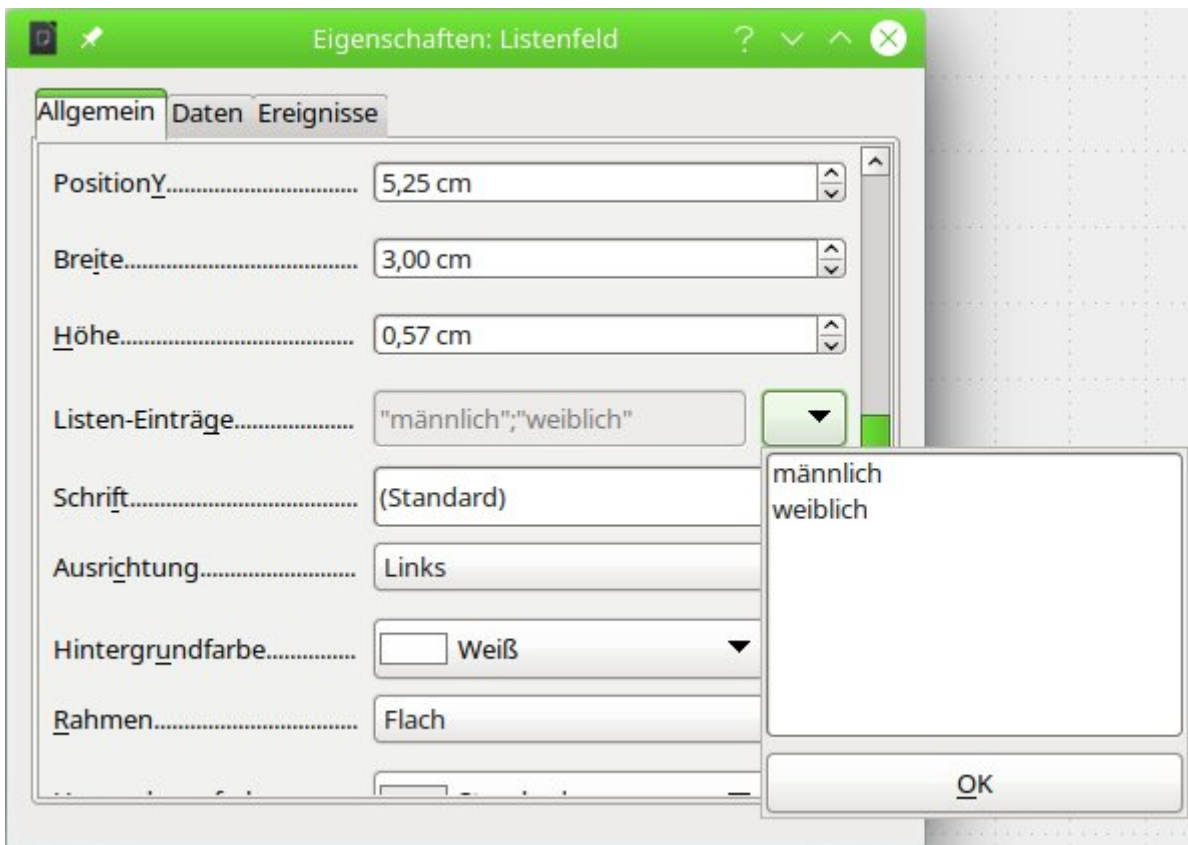 Eigenschaften: Listenfeld
Allgemein Daten Ereignisse
PositionY 5,25 cm
Breite 3,00 cm
Höhe 0,57 cm
Listen-Einträge "männlich";"weiblich"
männlich
weiblich
Schrift (Standard)
Ausrichtung Links
Hintergrundfarbe Weiß
Rahmen Flach
OK